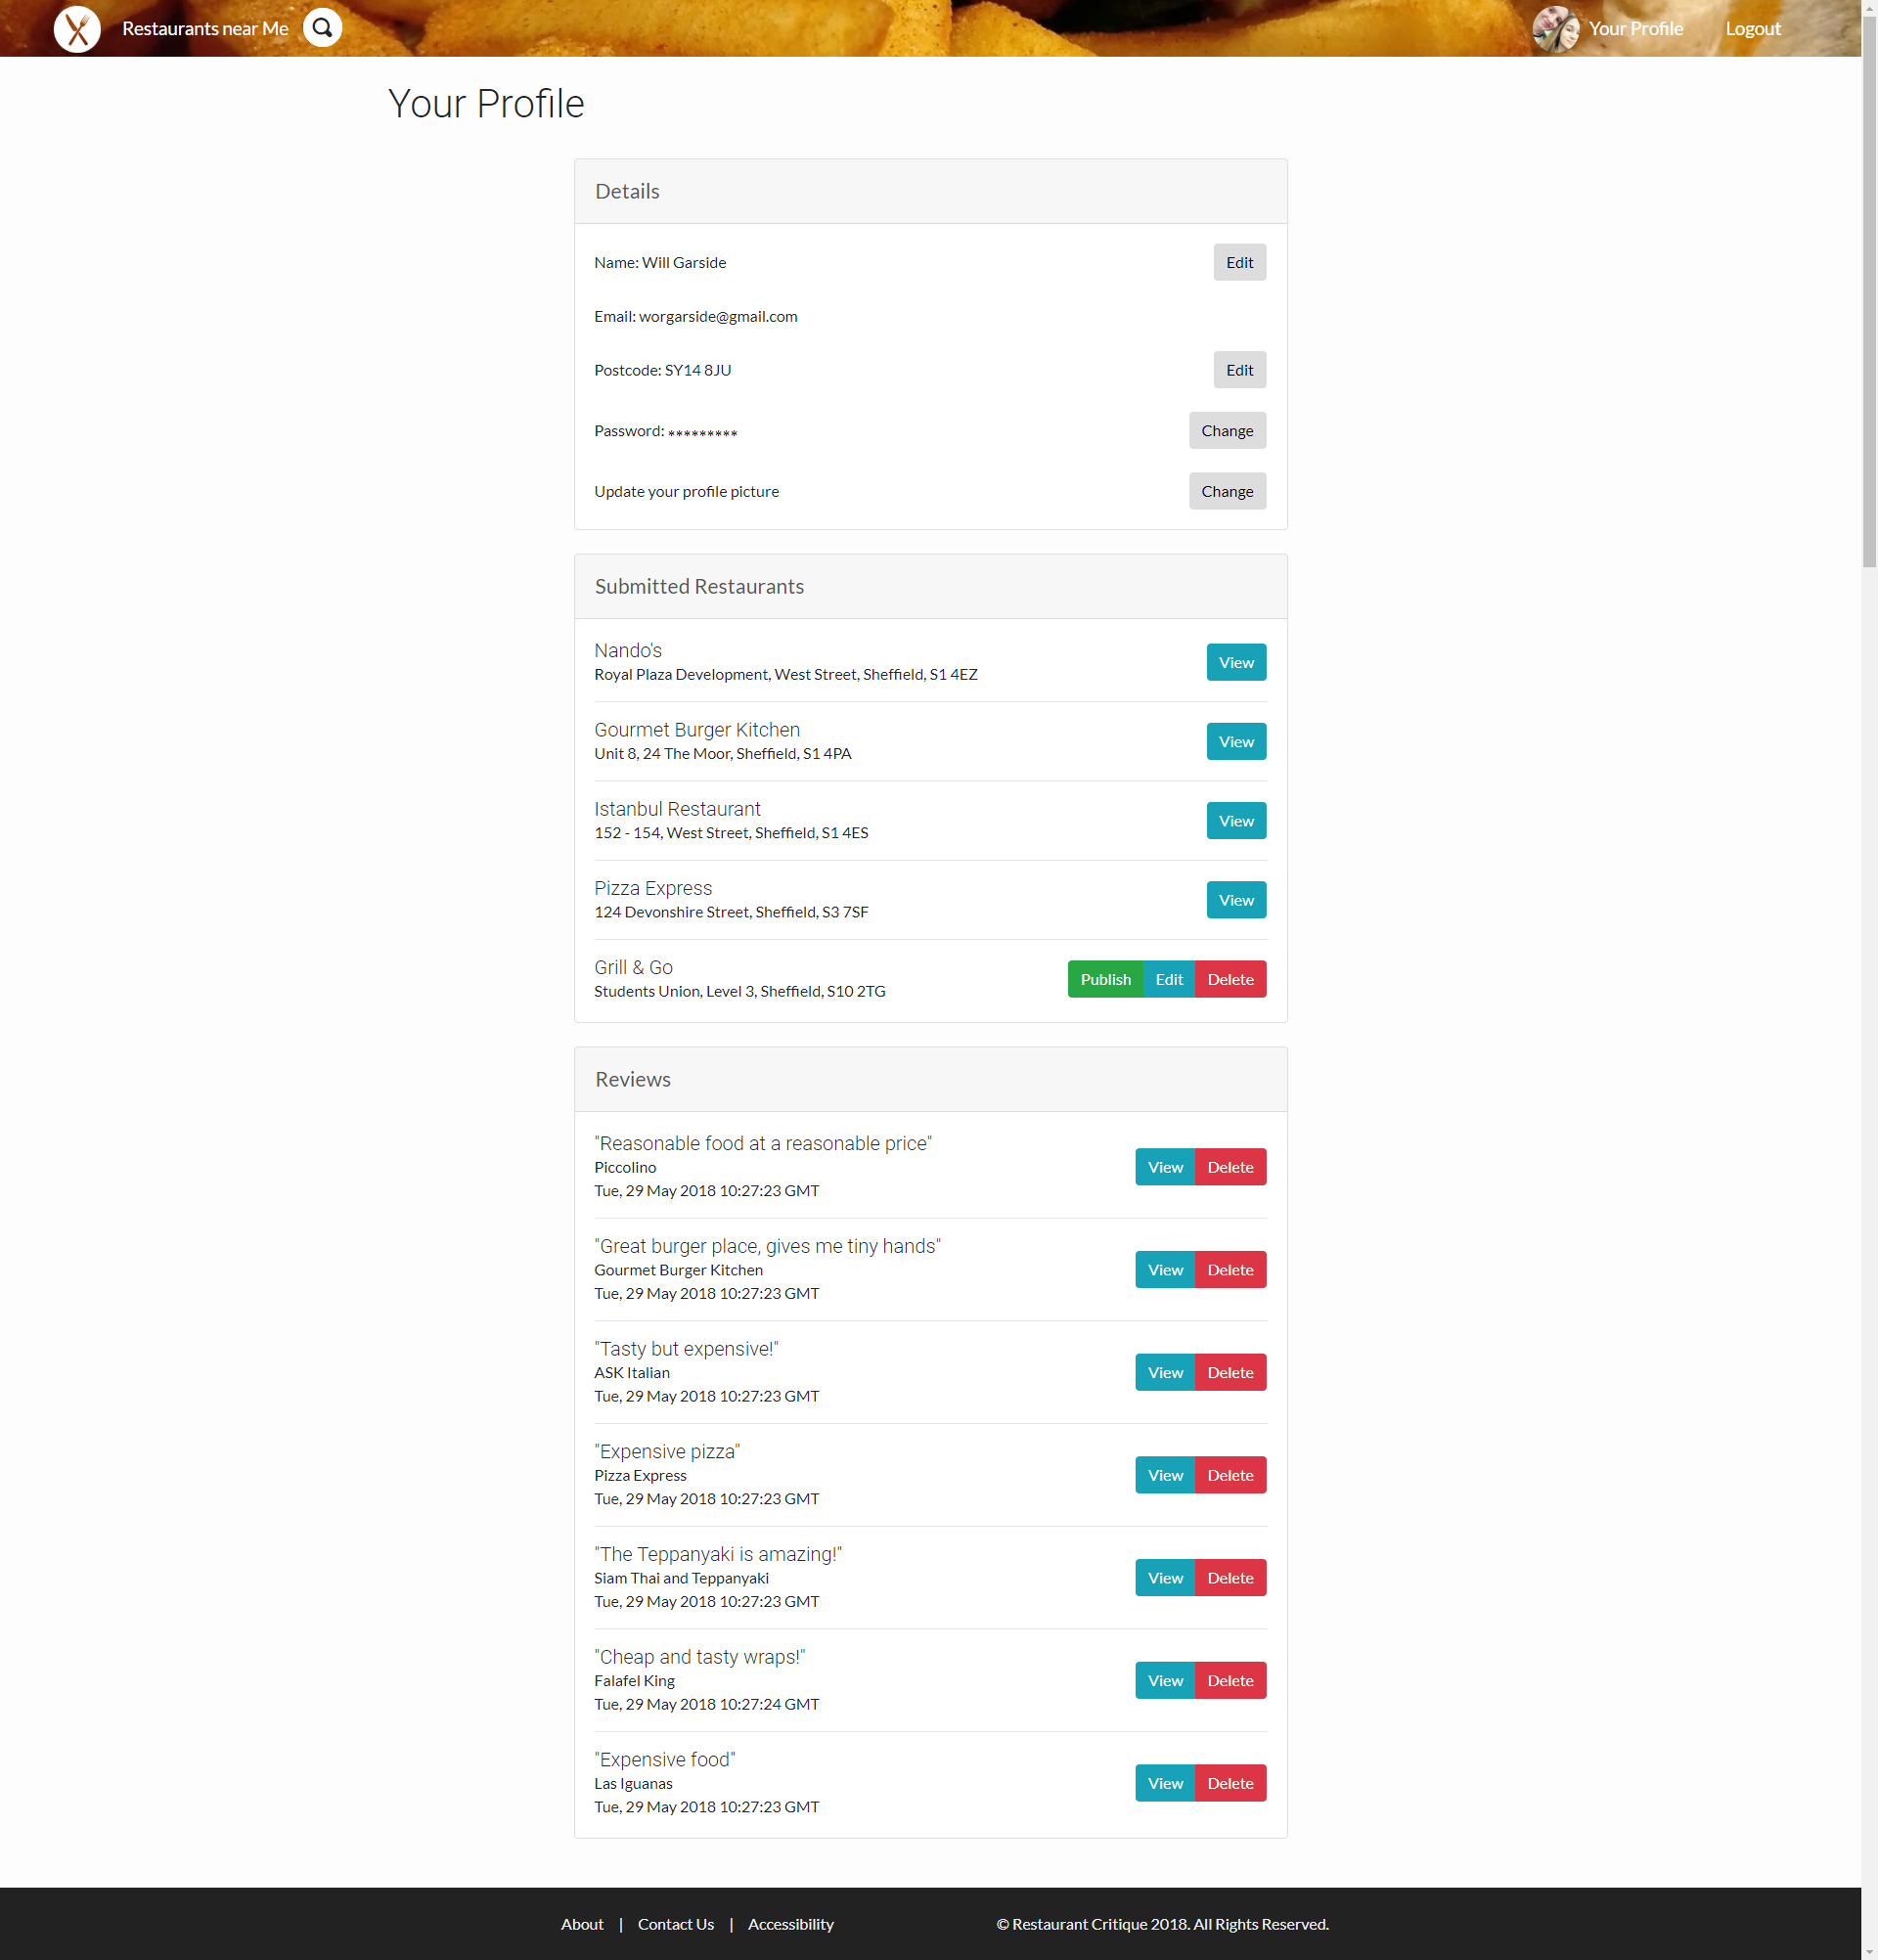 Restaurants near Me
Your Profile
Logout
Your Profile
Details
Name: Will Garside
Edit
Email: worgarside@gmail.com
Postcode: SY14 8JU
Edit
Password: *********
Change
Update your profile picture
Change
Submitted Restaurants
Nando's
Royal Plaza Development, West Street, Sheffield, S1 4EZ
View
Gourmet Burger Kitchen
Unit 8, 24 The Moor, Sheffield, S1 4PA
View
Istanbul Restaurant
152 - 154, West Street, Sheffield, S1 4ES
View
Pizza Express
124 Devonshire Street, Sheffield, S3 7SF
View
Grill & Go
Students Union, Level 3, Sheffield, S10 2TG
Publish Edit Delete
Reviews
"Reasonable food at a reasonable price"
Piccolino
Tue, 29 May 2018 10:27:23 GMT
View Delete
"Great burger place, gives me tiny hands"
Gourmet Burger Kitchen
Tue, 29 May 2018 10:27:23 GMT
View Delete
"Tasty but expensive!"
ASK Italian
Tue, 29 May 2018 10:27:23 GMT
View Delete
"Expensive pizza"
Pizza Express
Tue, 29 May 2018 10:27:23 GMT
View Delete
"The Teppanyaki is amazing!"
Siam Thai and Teppanyaki
Tue, 29 May 2018 10:27:23 GMT
View Delete
"Cheap and tasty wraps!"
Falafel King
Tue, 29 May 2018 10:27:24 GMT
View Delete
"Expensive food"
Las Iguanas
Tue, 29 May 2018 10:27:23 GMT
View Delete
About | Contact Us | Accessibility
© Restaurant Critique 2018. All Rights Reserved.